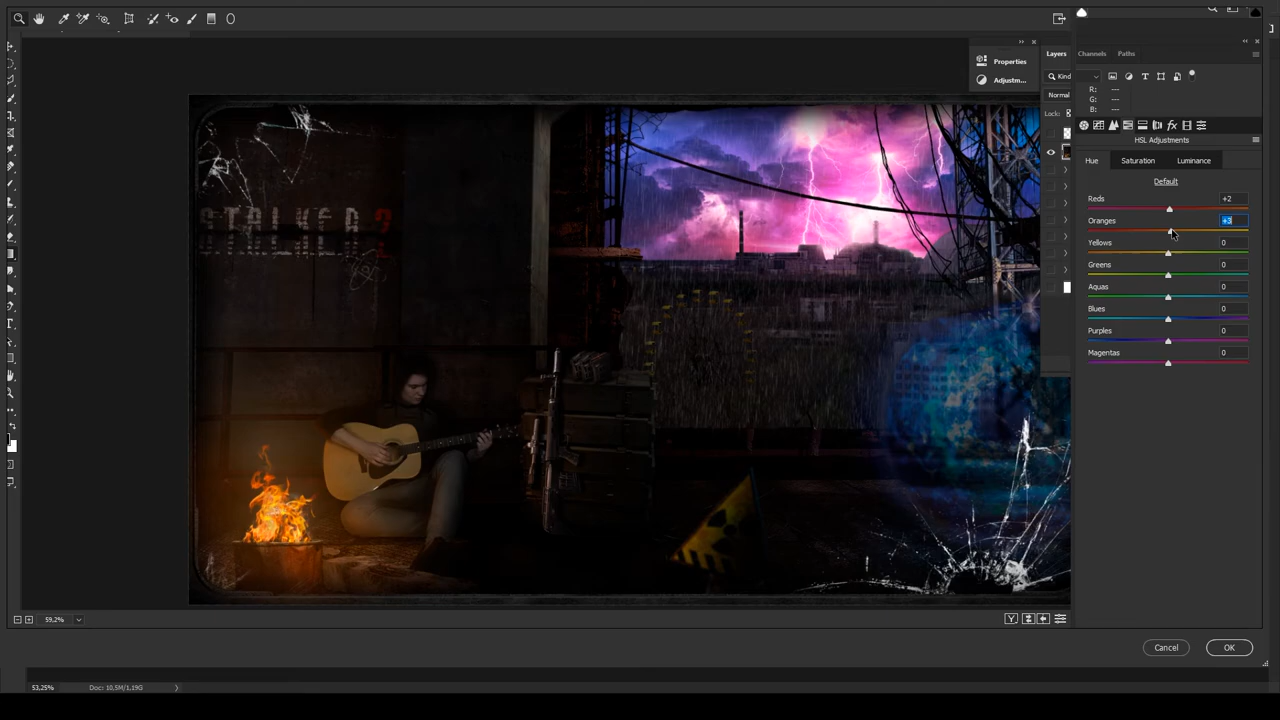 Properties
Adjustm...
Layers
Channels
Paths
Kind
Normal
Lock:
R: ---
G: ---
B: ---
fx
HSL Adjustments
Hue
Saturation
Luminance
Default
Reds
+2
Oranges
+3
Yellows
0
Greens
0
Aquas
0
Blues
0
Purples
0
Magentas
0
STALKER 2
59,2%
Cancel
OK
53,25%
Doc: 10,5M/1,19G